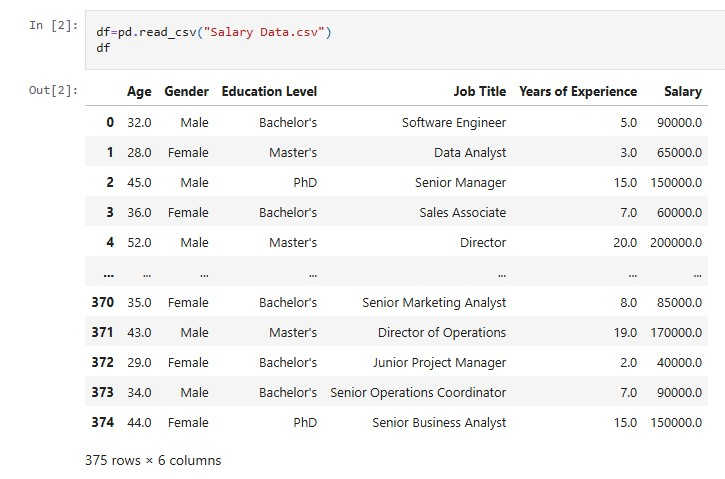 In [2]: df=pd.read_csv("Salary Data.csv")
df
Out[2]:
Age Gender Education Level Job Title Years of Experience Salary
0 32.0 Male Bachelor's Software Engineer 5.0 90000.0
1 28.0 Female Master's Data Analyst 3.0 65000.0
2 45.0 Male PhD Senior Manager 15.0 150000.0
3 36.0 Female Bachelor's Sales Associate 7.0 60000.0
4 52.0 Male Master's Director 20.0 200000.0
... ... ... ... ... ... ...
370 35.0 Female Bachelor's Senior Marketing Analyst 8.0 85000.0
371 43.0 Male Master's Director of Operations 19.0 170000.0
372 29.0 Female Bachelor's Junior Project Manager 2.0 40000.0
373 34.0 Male Bachelor's Senior Operations Coordinator 7.0 90000.0
374 44.0 Female PhD Senior Business Analyst 15.0 150000.0
375 rows × 6 columns